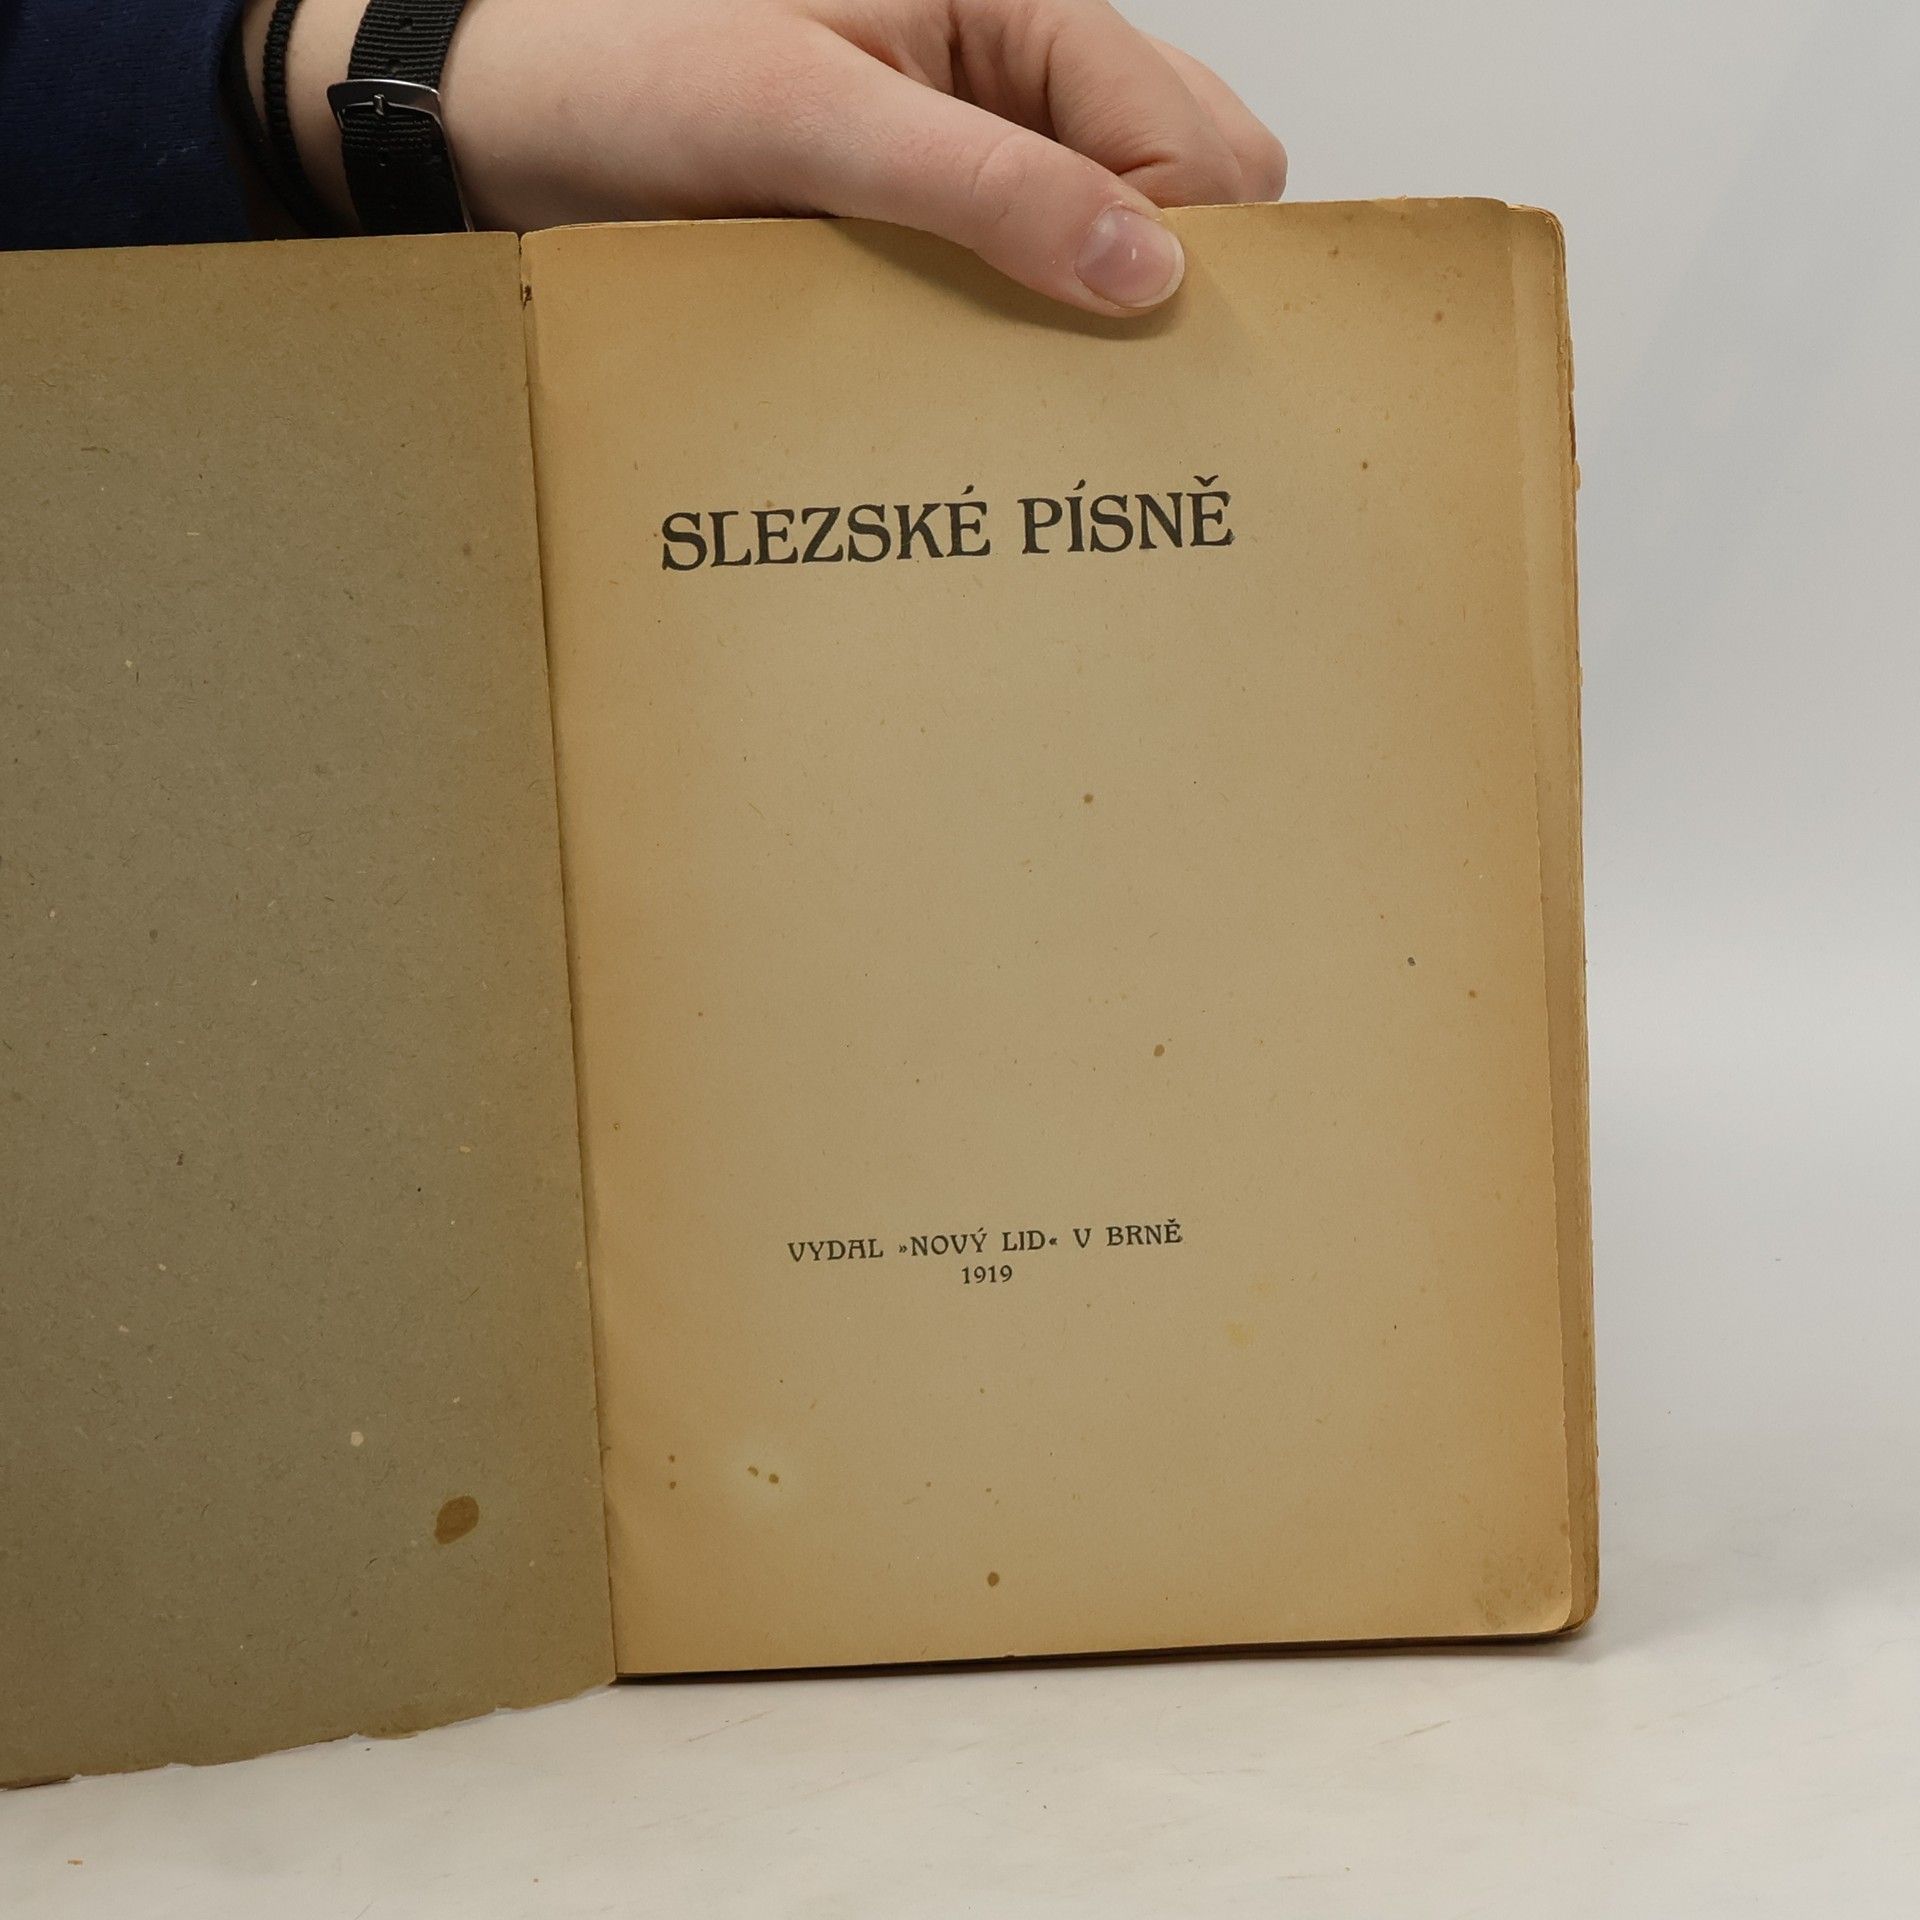 SLEZSKÉ PÍSNĚ
VYDAL »NOVÝ LID« V BRNĚ
1919